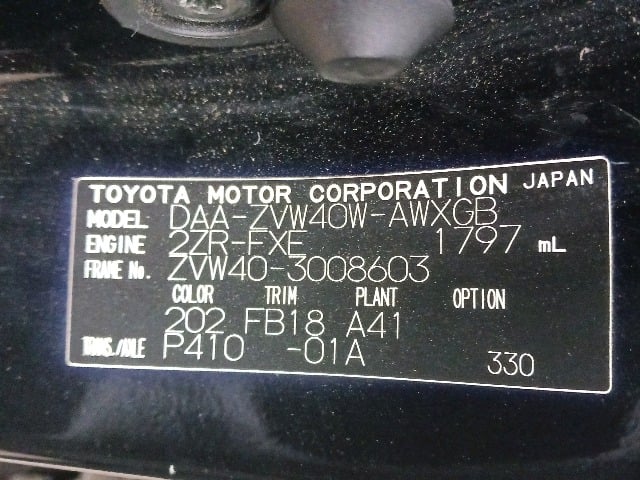 TOYOTA MOTOR CORPORATION JAPAN
MODEL DAA-ZVW40W-AWXGB
ENGINE 2ZR-FXE 1797 mL
FRAME No. ZVW40-3008603
COLOR TRIM PLANT OPTION
202 FB18 A41
TRANS./AXLE P410 -01A 330